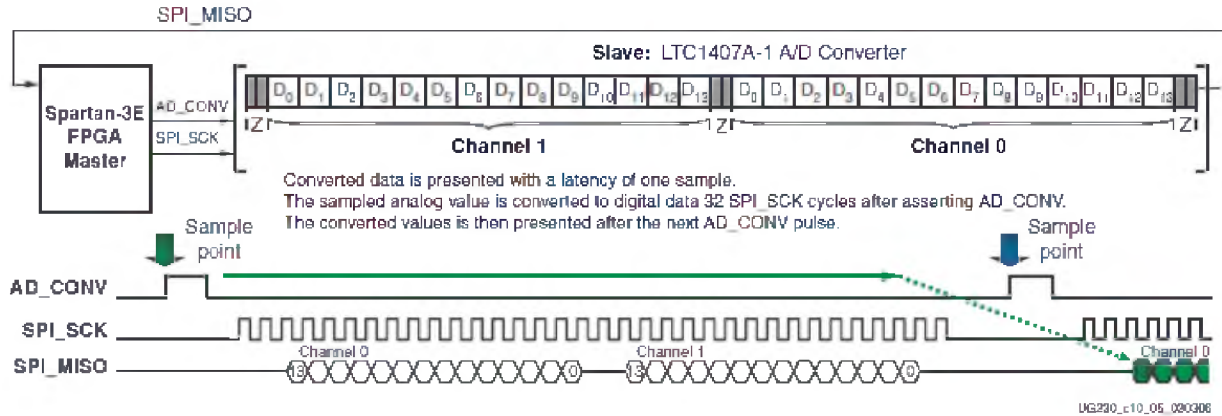 SPI_MISO
Slave: LTC1407A-1 A/D Converter
D0 D1 D2 D3 D4 D5 D6 D7 D8 D9 D10 D11 D12 D13 D0 D1 D2 D3 D4 D5 D6 D7 D8 D9 D10 D11 D12 D13
Spartan-3E
FPGA
Master
AD_CONV
SPI_SCK
Z Z Z
Channel 1 Channel 0
Converted data is presented with a latency of one sample.
The sampled analog value is converted to digital data 32 SPI_SCK cycles after asserting AD_CONV.
The converted values is then presented after the next AD_CONV pulse.
Sample
point
Sample
point
AD_CONV
SPI_SCK
Channel 0 Channel 1 Channel 0
SPI_MISO 13 0 13 0
UG230_c10_05_030306